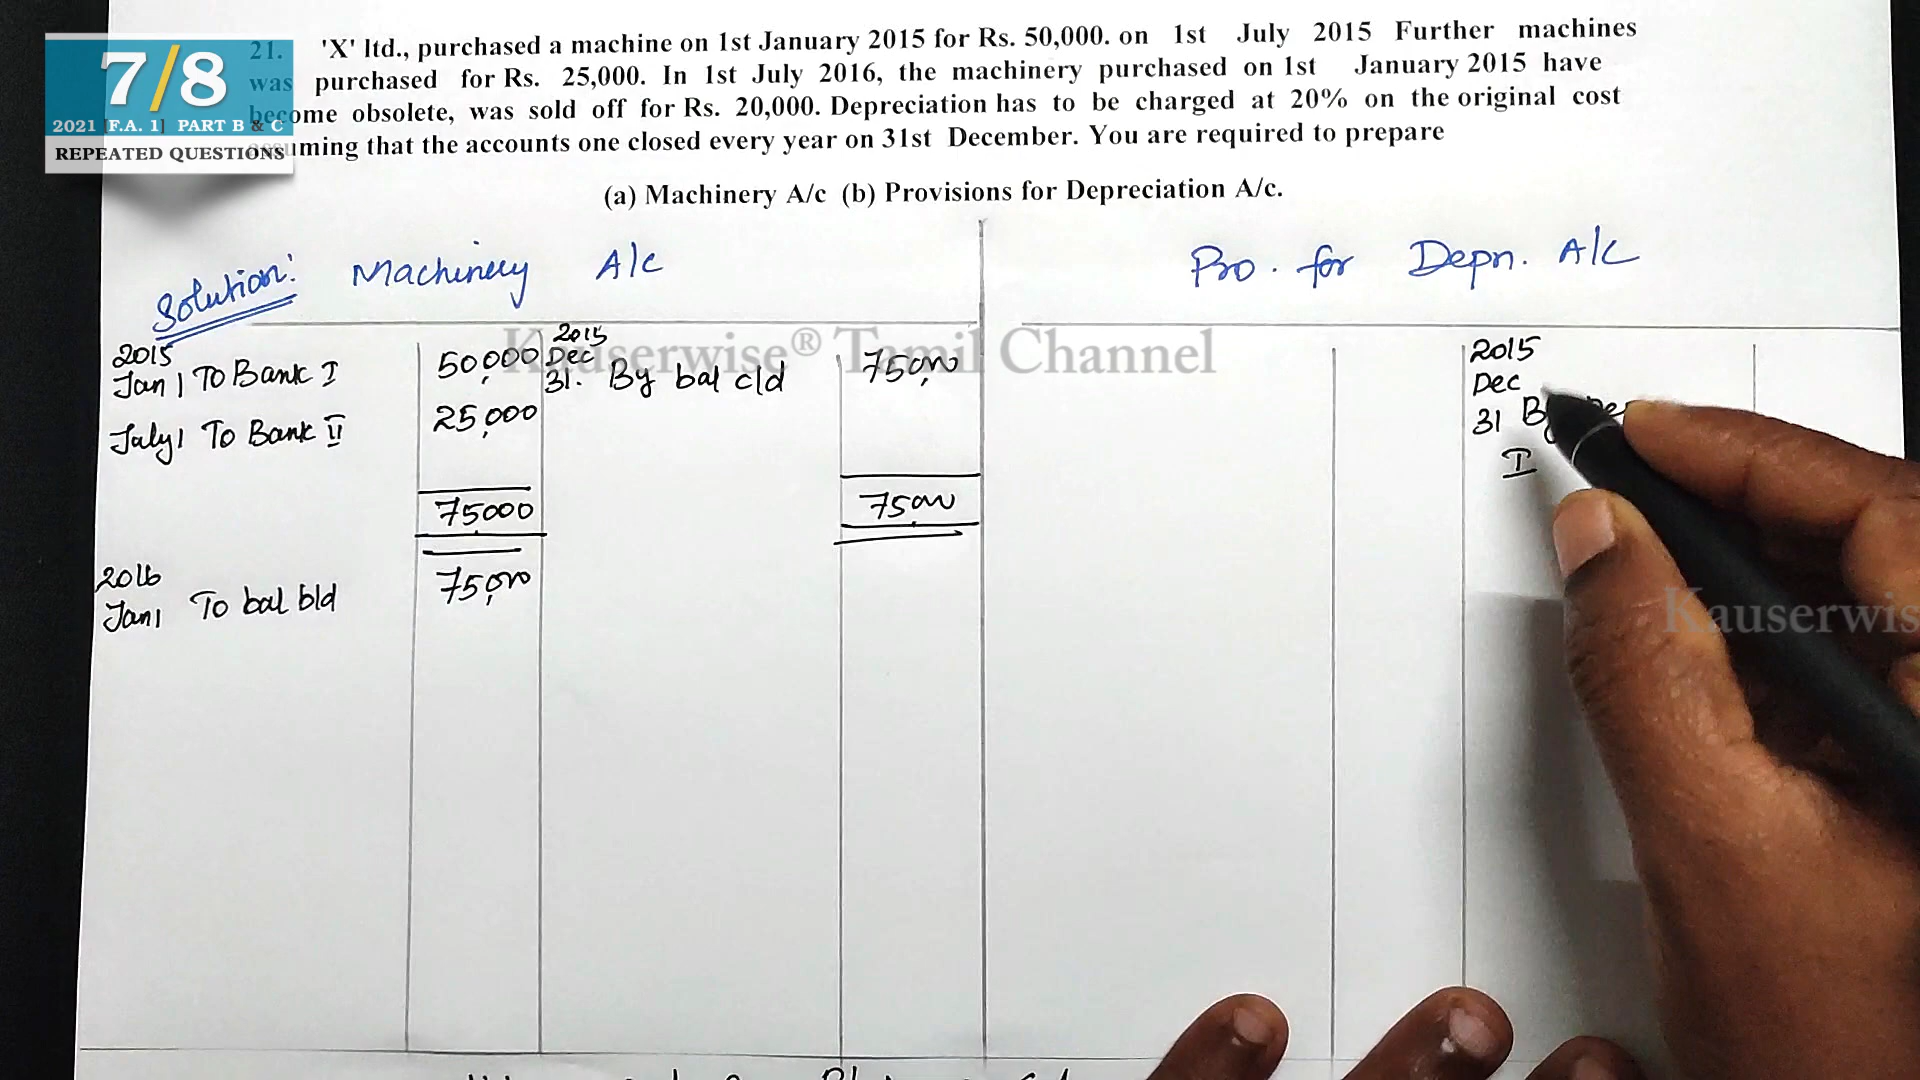 7/8
2021 [F.A. 1] PART B & C
REPEATED QUESTIONS
21. 'X' ltd., purchased a machine on 1st January 2015 for Rs. 50,000. on 1st July 2015 Further machines
was purchased for Rs. 25,000. In 1st July 2016, the machinery purchased on 1st January 2015 have
become obsolete, was sold off for Rs. 20,000. Depreciation has to be charged at 20% on the original cost
uming that the accounts one closed every year on 31st December. You are required to prepare
(a) Machinery A/c (b) Provisions for Depreciation A/c.
Solution: Machinery A/c
Pro. for Depn. A/c
Kauserwise® Tamil Channel
2015
Jan 1 To Bank I 50,000
July 1 To Bank II 25,000
75000
2016
Jan 1 To bal b/d 75,000
2015
Dec
31. By bal c/d 75,000
75,000
2015
Dec
31
I
Kauserwis